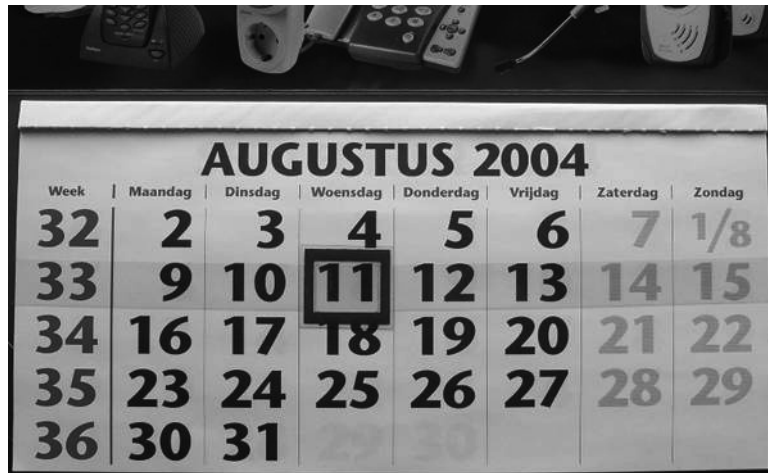 AUGUSTUS 2004
Week Maandag Dinsdag Woensdag Donderdag Vrijdag Zaterdag Zondag
32 2 3 4 5 6 7 1/8
33 9 10 11 12 13 14 15
34 16 17 18 19 20 21 22
35 23 24 25 26 27 28 29
36 30 31 29 30